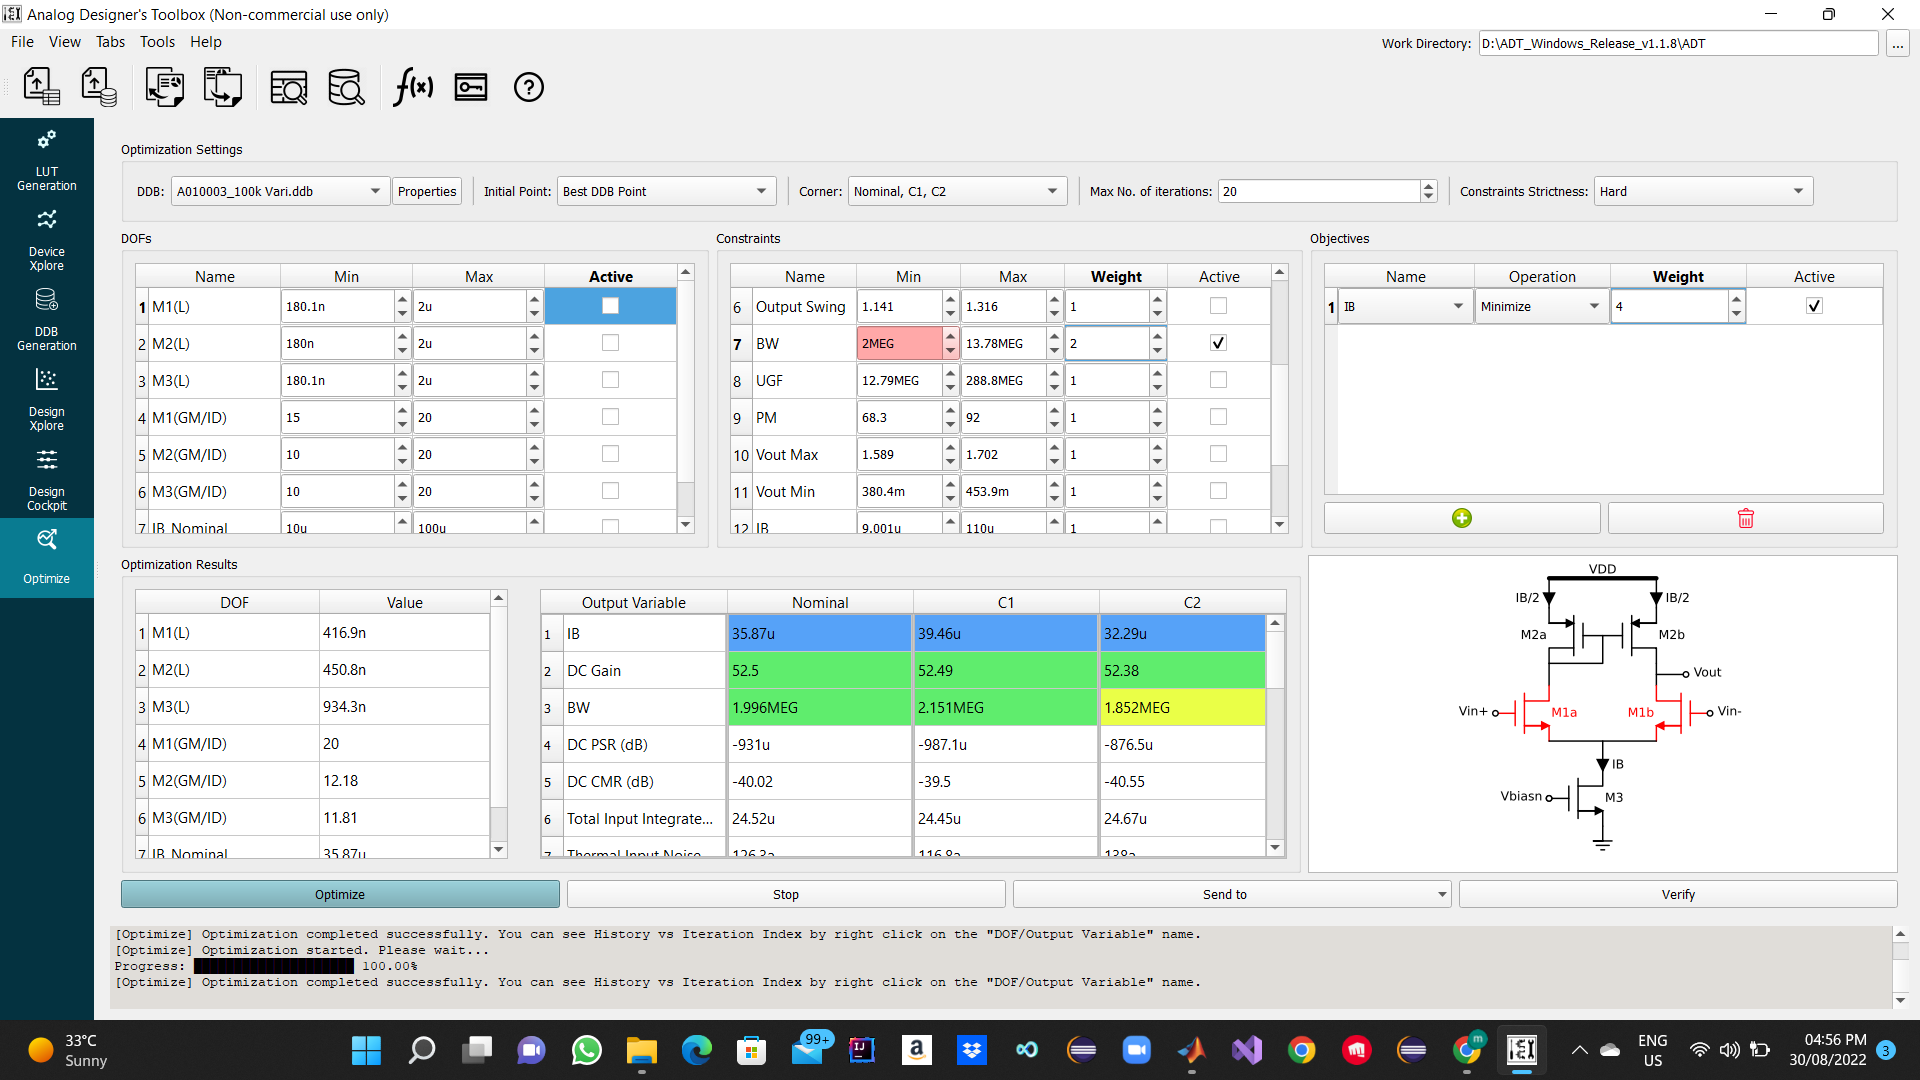 Analog Designer's Toolbox (Non-commercial use only)
File View Tabs Tools Help
Work Directory: D:\ADT_Windows_Release_v1.1.8\ADT ...
LUT Generation
Device Xplore
DDB Generation
Design Xplore
Design Cockpit
Optimize
Optimization Settings
DDB: A010003_100k Vari.ddb Properties Initial Point: Best DDB Point Corner: Nominal, C1, C2 Max No. of iterations: 20 Constraints Strictness: Hard
DOFs
Name Min Max Active
1 M1(L) 180.1n 2u
2 M2(L) 180n 2u
3 M3(L) 180.1n 2u
4 M1(GM/ID) 15 20
5 M2(GM/ID) 10 20
6 M3(GM/ID) 10 20
7 IB_Nominal 10u 100u
Constraints
Name Min Max Weight Active
6 Output Swing 1.141 1.316 1
7 BW 2MEG 13.78MEG 2
8 UGF 12.79MEG 288.8MEG 1
9 PM 68.3 92 1
10 Vout Max 1.589 1.702 1
11 Vout Min 380.4m 453.9m 1
12 IB 9.001u 110u 1
Objectives
Name Operation Weight Active
1 IB Minimize 4
Optimization Results
DOF Value
1 M1(L) 416.9n
2 M2(L) 450.8n
3 M3(L) 934.3n
4 M1(GM/ID) 20
5 M2(GM/ID) 12.18
6 M3(GM/ID) 11.81
7 IB_Nominal 35.87u
Output Variable Nominal C1 C2
1 IB 35.87u 39.46u 32.29u
2 DC Gain 52.5 52.49 52.38
3 BW 1.996MEG 2.151MEG 1.852MEG
4 DC PSR (dB) -931u -987.1u -876.5u
5 DC CMR (dB) -40.02 -39.5 -40.55
6 Total Input Integrate... 24.52u 24.45u 24.67u
7 Thermal Input Noise 126.3a 116.8a 138a
VDD
IB/2 IB/2
M2a M2b
Vout
Vin+ M1a M1b Vin-
IB
Vbiasn M3
Optimize Stop Send to Verify
[Optimize] Optimization completed successfully. You can see History vs Iteration Index by right click on the "DOF/Output Variable" name.
[Optimize] Optimization started. Please wait...
Progress: 100.00%
[Optimize] Optimization completed successfully. You can see History vs Iteration Index by right click on the "DOF/Output Variable" name.
33°C
Sunny
99+
ENG
US
04:56 PM
30/08/2022
3